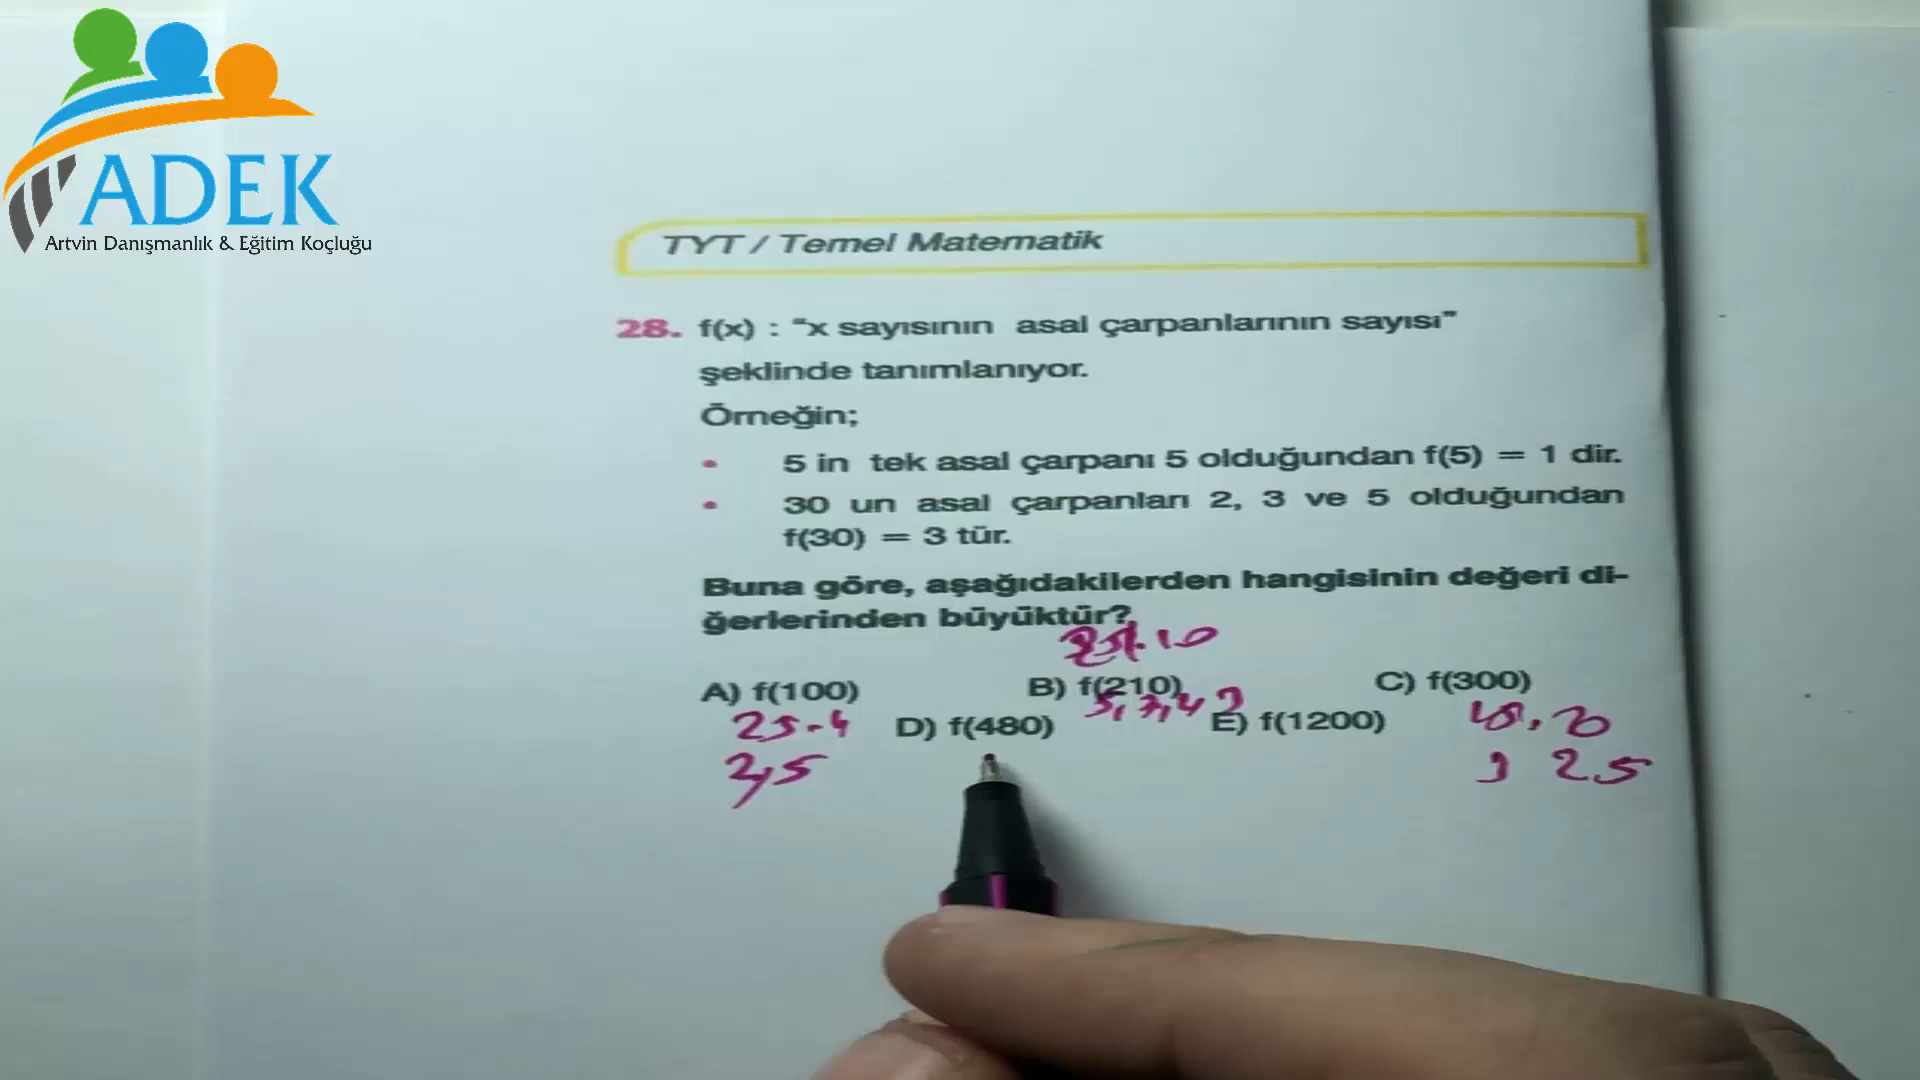 ADEK
Artvin Danışmanlık & Eğitim Koçluğu
TYT / Temel Matematik
28. f(x) : “x sayısının asal çarpanlarının sayısı”
şeklinde tanımlanıyor.
Örneğin;
• 5 in tek asal çarpanı 5 olduğundan f(5) = 1 dir.
• 30 un asal çarpanları 2, 3 ve 5 olduğundan
f(30) = 3 tür.
Buna göre, aşağıdakilerden hangisinin değeri di-
ğerlerinden büyüktür?
A) f(100) B) f(210) C) f(300)
D) f(480) E) f(1200)
25.4
2,5
2 5